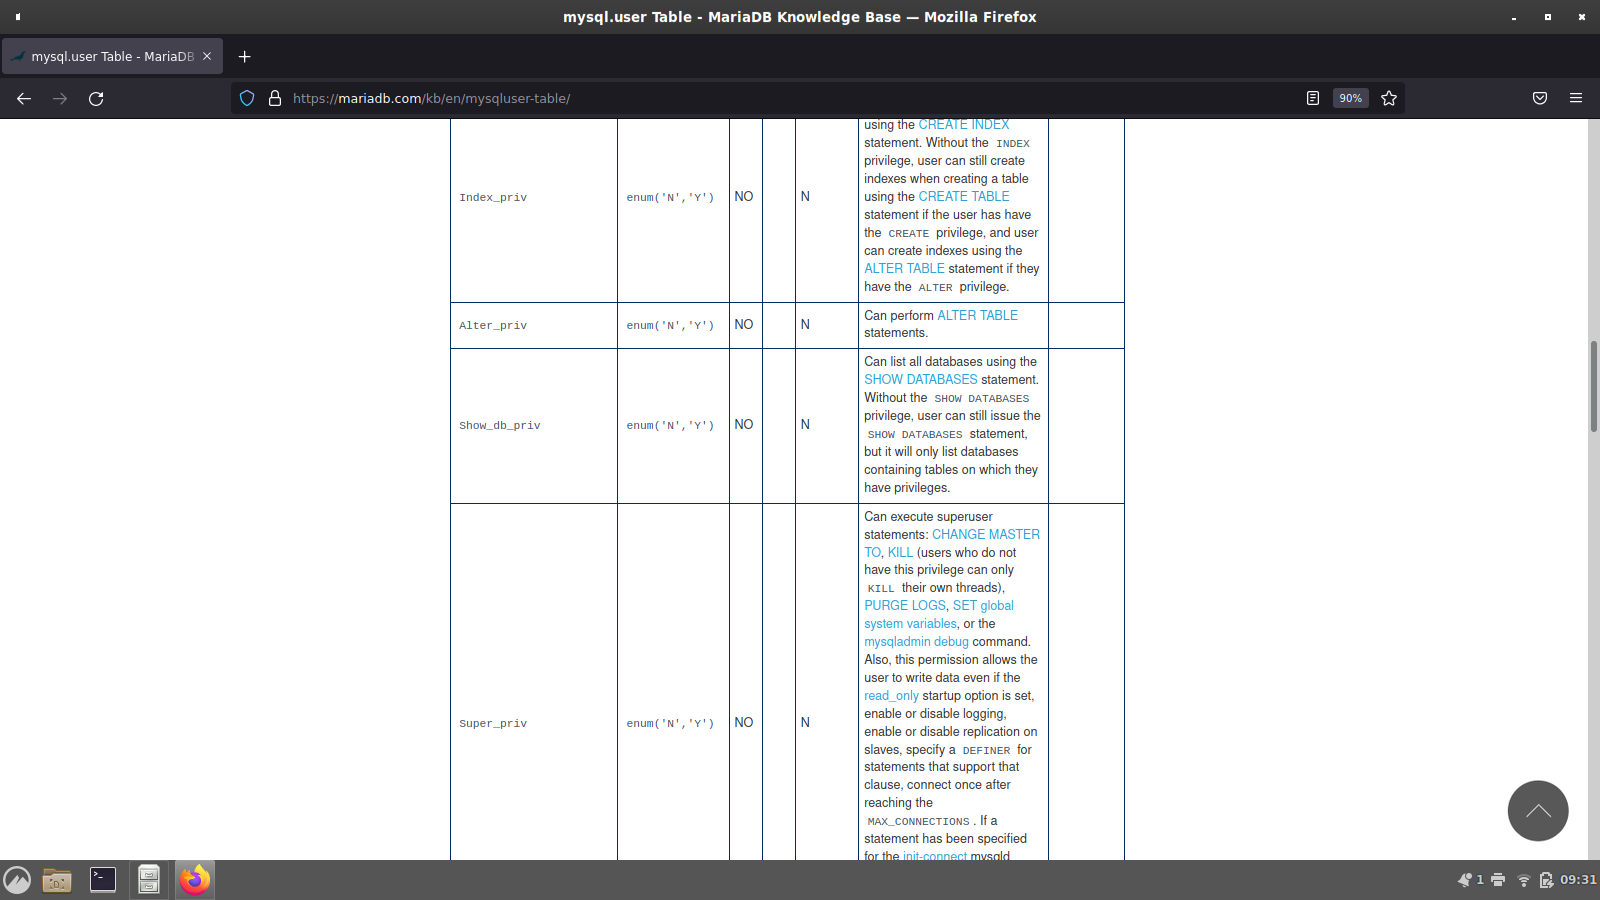 mysql.user Table - MariaDB Knowledge Base — Mozilla Firefox
mysql.user Table - MariaDB
https://mariadb.com/kb/en/mysqluser-table/
90%
Index_priv
enum('N','Y')
NO
N
using the CREATE INDEX
statement. Without the INDEX
privilege, user can still create
indexes when creating a table
using the CREATE TABLE
statement if the user has have
the CREATE privilege, and user
can create indexes using the
ALTER TABLE statement if they
have the ALTER privilege.
Alter_priv
enum('N','Y')
NO
N
Can perform ALTER TABLE
statements.
Show_db_priv
enum('N','Y')
NO
N
Can list all databases using the
SHOW DATABASES statement.
Without the SHOW DATABASES
privilege, user can still issue the
SHOW DATABASES statement,
but it will only list databases
containing tables on which they
have privileges.
Super_priv
enum('N','Y')
NO
N
Can execute superuser
statements: CHANGE MASTER
TO, KILL (users who do not
have this privilege can only
KILL their own threads),
PURGE LOGS, SET global
system variables, or the
mysqladmin debug command.
Also, this permission allows the
user to write data even if the
read_only startup option is set,
enable or disable logging,
enable or disable replication on
slaves, specify a DEFINER for
statements that support that
clause, connect once after
reaching the
MAX_CONNECTIONS. If a
statement has been specified
for the init-connect mysqld
1
09:31